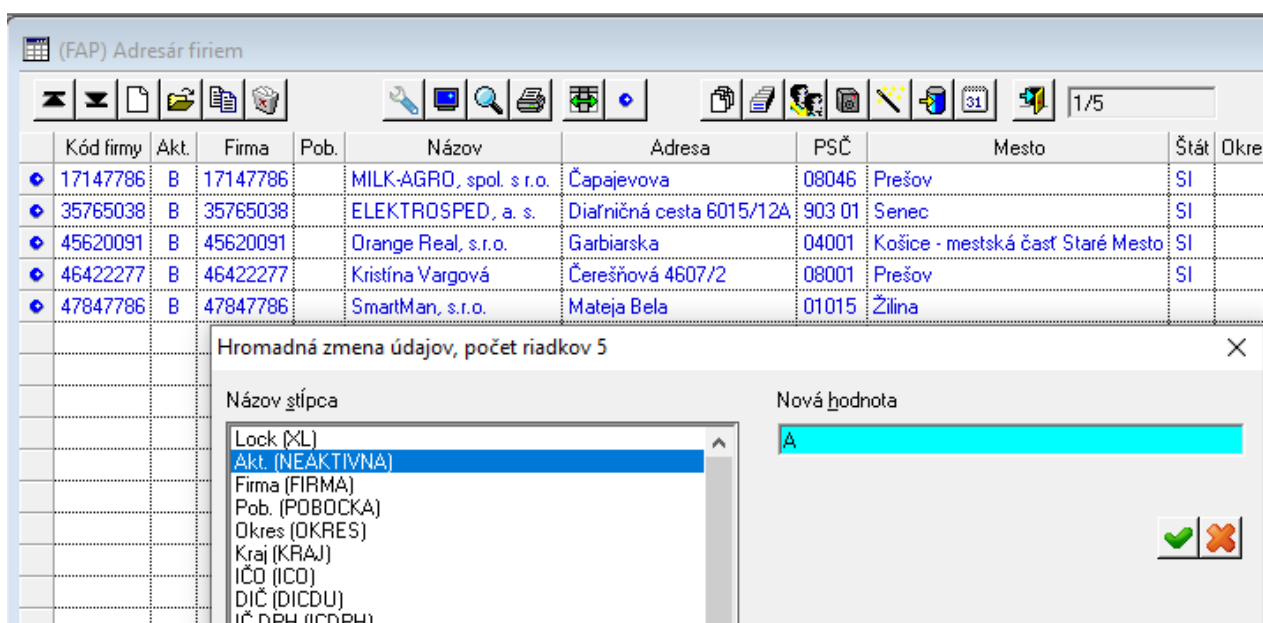 (FAP) Adresár firiem
31 1/5
Kód firmy Akt. Firma Pob. Názov Adresa PSČ Mesto Štát Okre
17147786 B 17147786 MILK-AGRO, spol. s r.o. Čapajevova 08046 Prešov SI
35765038 B 35765038 ELEKTROSPED, a. s. Diaľničná cesta 6015/12A 903 01 Senec SI
45620091 B 45620091 Orange Real, s.r.o. Garbiarska 04001 Košice - mestská časť Staré Mesto SI
46422277 B 46422277 Kristína Vargová Čerešňová 4607/2 08001 Prešov SI
47847786 B 47847786 SmartMan, s.r.o. Mateja Bela 01015 Žilina
Hromadná zmena údajov, počet riadkov 5
Názov stĺpca Nová hodnota
Lock (XL) A
Akt. (NEAKTIVNA)
Firma (FIRMA)
Pob. (POBOCKA)
Okres (OKRES)
Kraj (KRAJ)
IČO (ICO)
DIČ (DICDU)
IČ DPH (ICDPH)